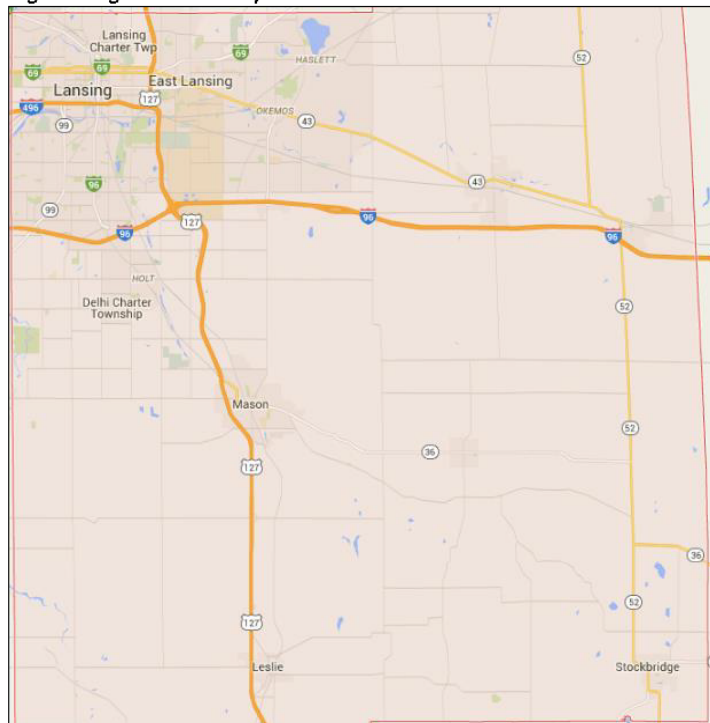 Lansing
Charter Twp
69
52
HASLETT
69
69
East Lansing
Lansing
127
496
OKEMOS
43
99
96
43
99
127
96
96
96
HOLT
Delhi Charter
Township
52
Mason
52
36
127
36
52
127
Leslie
Stockbridge